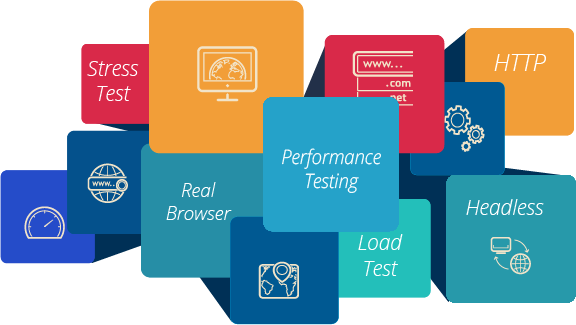 Stress
Test
www...
.com
.net
HTTP
www..
Real
Browser
Performance
Testing
Load
Test
Headless